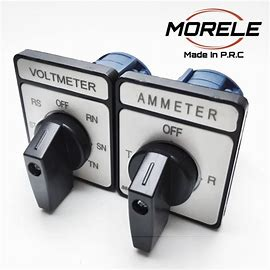 MORELE
Made In P.R.C
VOLTMETER
OFF
RS
RN
SN
TN
AMMETER
OFF
T
R